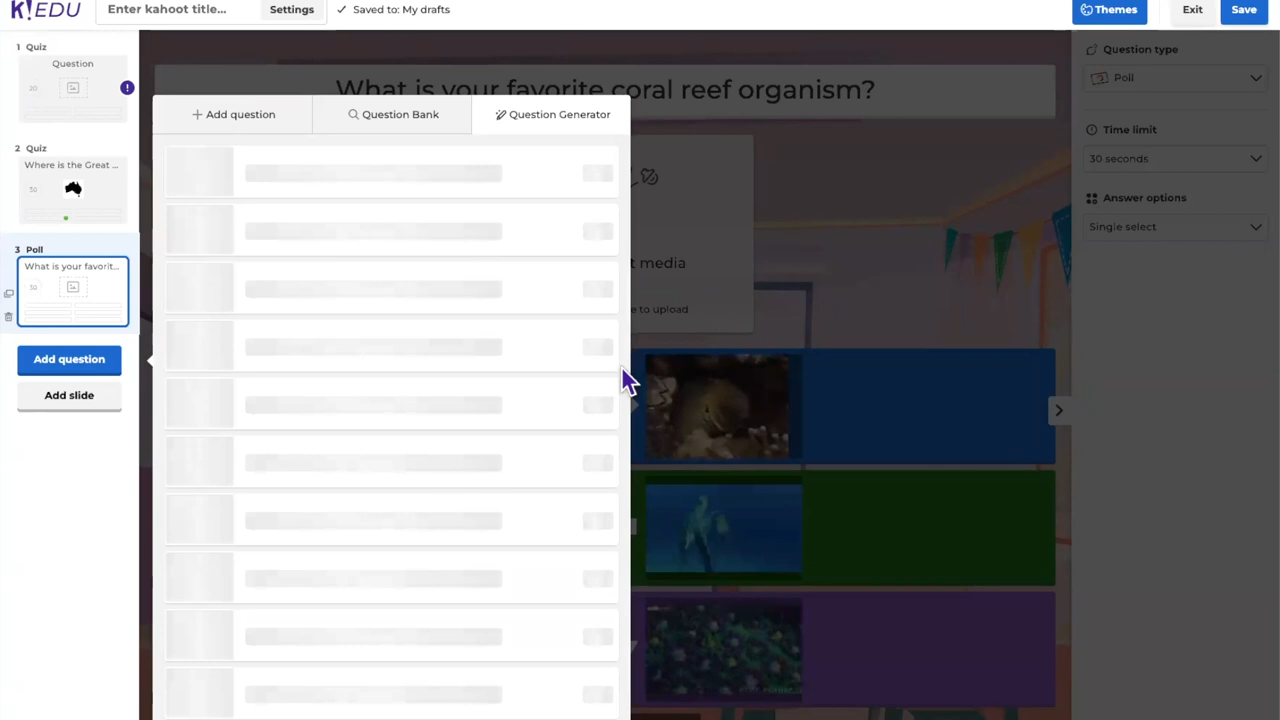 K!EDU
Enter kahoot title...
Settings
Saved to: My drafts
Themes
Exit
Save
1 Quiz
Question
20
!
2 Quiz
Where is the Great ...
30
3 Poll
What is your favorit...
30
Add question
Add slide
What is your favorite coral reef organism?
Add question
Question Bank
Question Generator
t media
e to upload
Question type
Poll
Time limit
30 seconds
Answer options
Single select